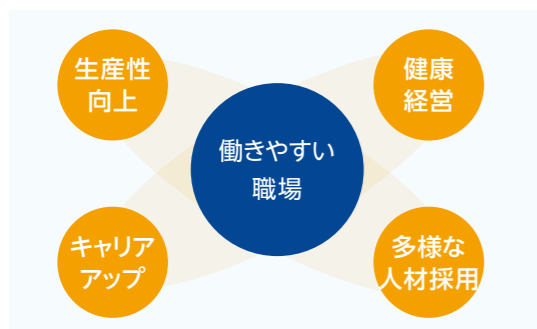 生産性
向上
健康
経営
働きやすい
職場
キャリア
アップ
多様な
人材採用